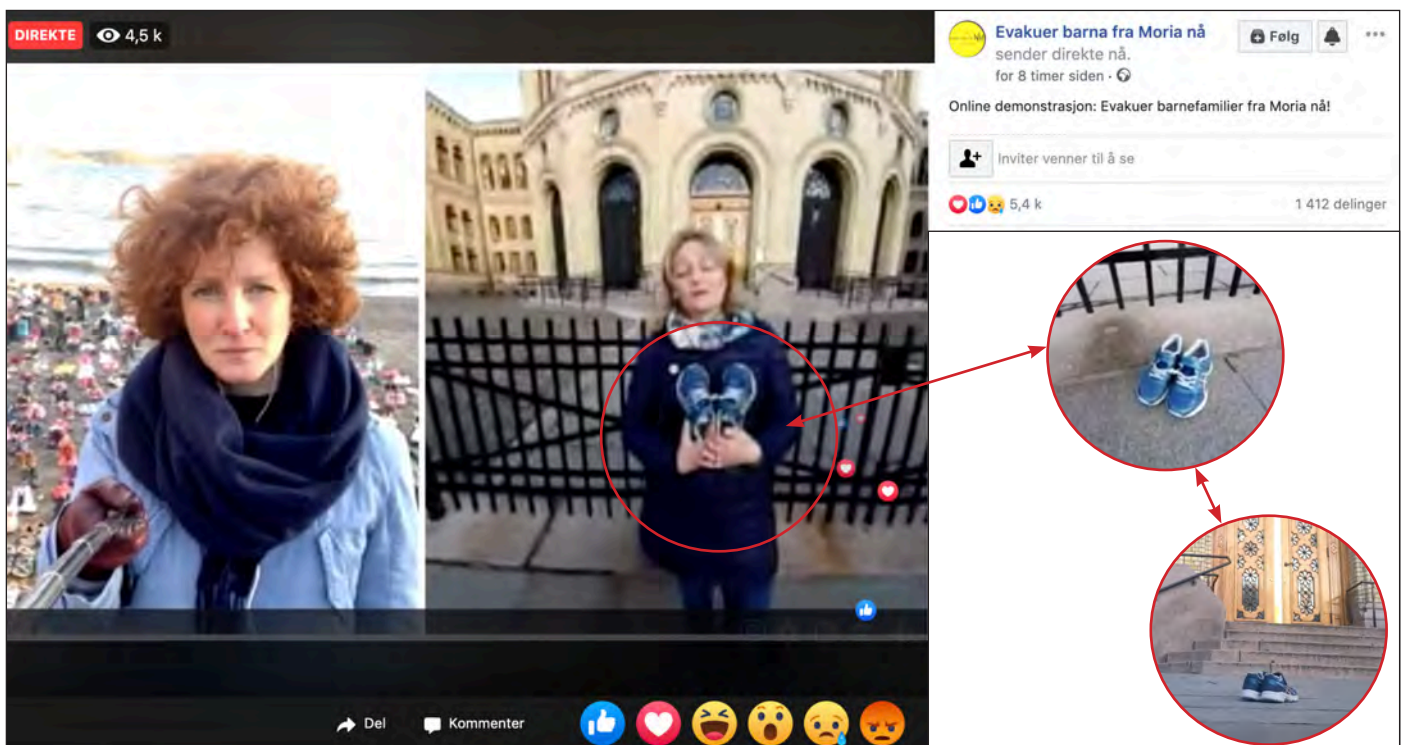 DIREKTE 4,5 k
Evakuer barna fra Moria nå
Følg
sender direkte nå.
for 8 timer siden ·
Online demonstrasjon: Evakuer barnefamilier fra Moria nå!
Inviter venner til å se
5,4 k
1 412 delinger
Del
Kommenter